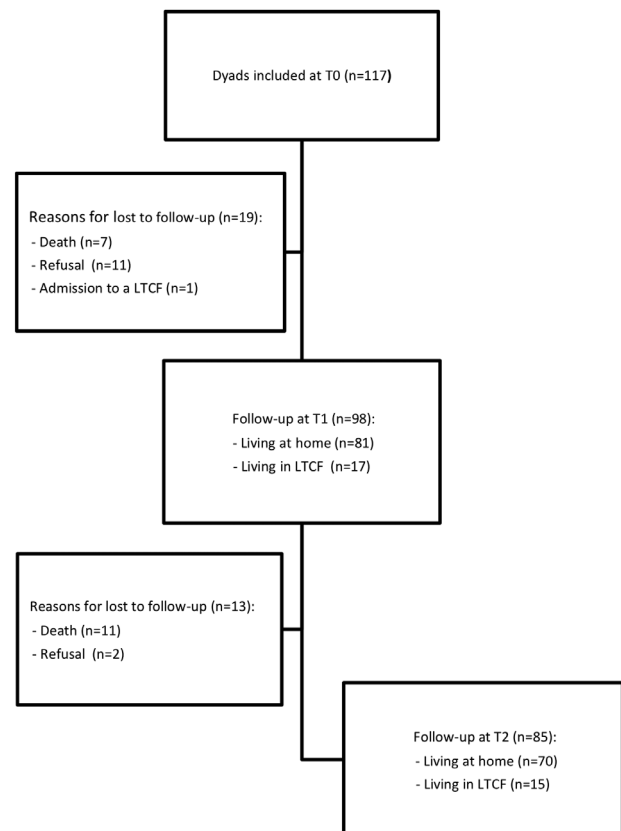 Dyads included at T0 (n=117)
Reasons for lost to follow-up (n=19):
- Death (n=7)
- Refusal (n=11)
- Admission to a LTCF (n=1)
Follow-up at T1 (n=98):
- Living at home (n=81)
- Living in LTCF (n=17)
Reasons for lost to follow-up (n=13):
- Death (n=11)
- Refusal (n=2)
Follow-up at T2 (n=85):
- Living at home (n=70)
- Living in LTCF (n=15)